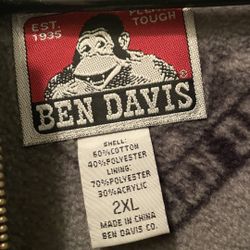 EST.
1935
PLENTY
TOUGH
BEN DAVIS
®
SHELL:
60%COTTON
40%POLYESTER
LINING:
70%POLYESTER
30%ACRYLIC
2XL
MADE IN CHINA
BEN DAVIS CO.